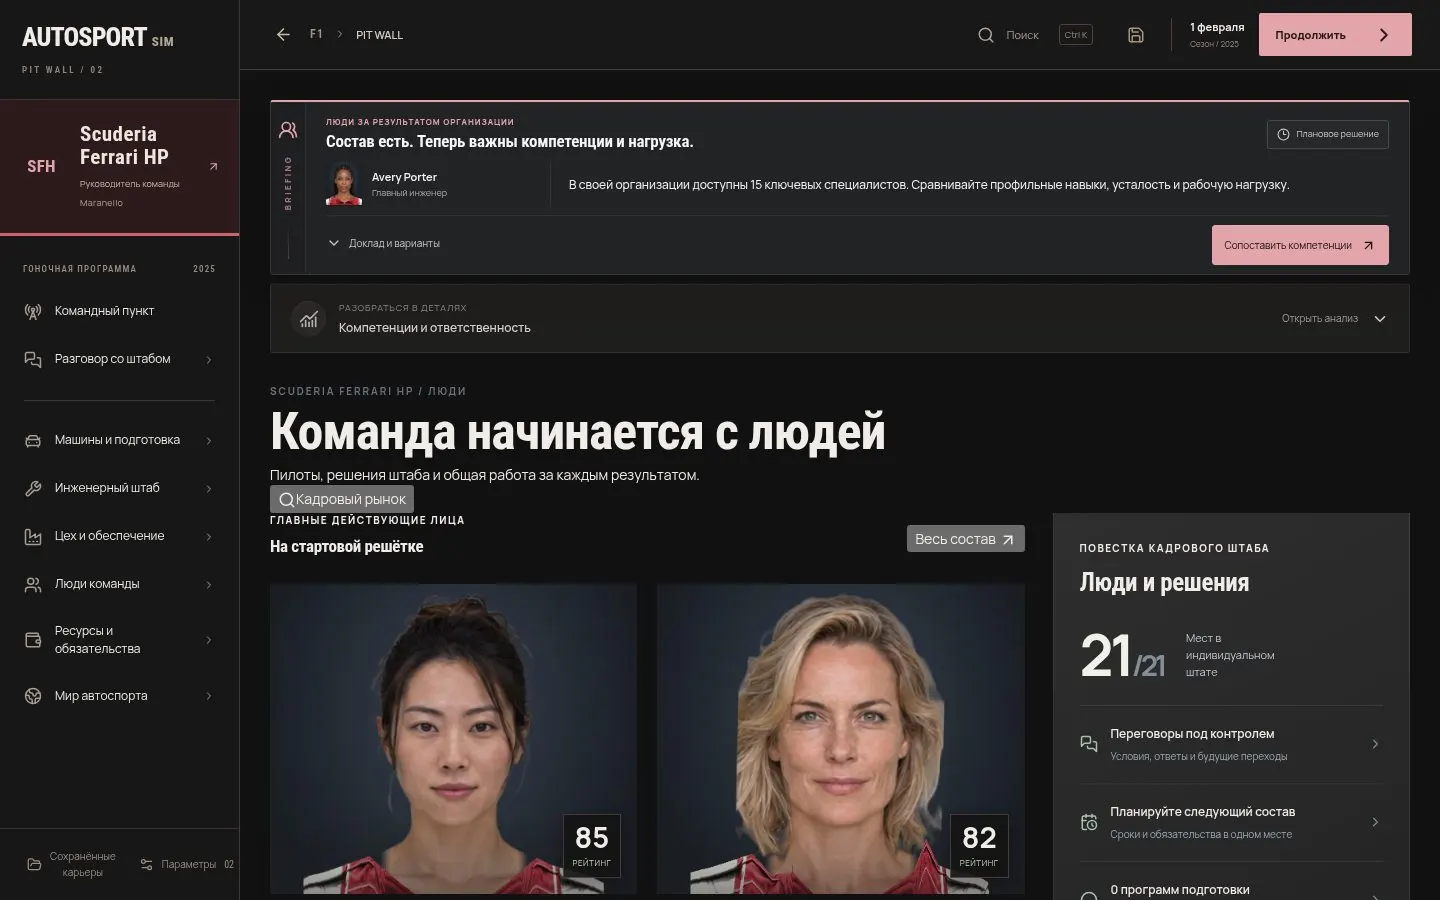 AUTOSPORT SIM
PIT WALL / 02
SFH
Scuderia
Ferrari HP
Руководитель команды
Maranello
ГОНОЧНАЯ ПРОГРАММА 2025
Командный пункт
Разговор со штабом
Машины и подготовка
Инженерный штаб
Цех и обеспечение
Люди команды
Ресурсы и
обязательства
Мир автоспорта
Сохранённые
карьеры
Параметры 02
F1 PIT WALL
Поиск Ctrl K
1 февраля
Сезон / 2025
Продолжить
BRIEFING
ЛЮДИ ЗА РЕЗУЛЬТАТОМ ОРГАНИЗАЦИИ
Состав есть. Теперь важны компетенции и нагрузка.
Плановое решение
Avery Porter
Главный инженер
В своей организации доступны 15 ключевых специалистов. Сравнивайте профильные навыки, усталость и рабочую нагрузку.
Доклад и варианты
Сопоставить компетенции
РАЗОБРАТЬСЯ В ДЕТАЛЯХ
Компетенции и ответственность
Открыть анализ
SCUDERIA FERRARI HP / ЛЮДИ
Команда начинается с людей
Пилоты, решения штаба и общая работа за каждым результатом.
Кадровый рынок
ГЛАВНЫЕ ДЕЙСТВУЮЩИЕ ЛИЦА
На стартовой решётке
Весь состав
85
РЕЙТИНГ
82
РЕЙТИНГ
ПОВЕСТКА КАДРОВОГО ШТАБА
Люди и решения
21/21
Мест в
индивидуальном
штате
Переговоры под контролем
Условия, ответы и будущие переходы
Планируйте следующий состав
Сроки и обязательства в одном месте
0 программ подготовки